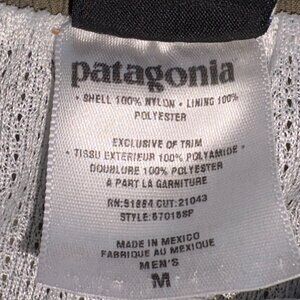 patagonia
• SHELL 100% NYLON • LINING 100%
POLYESTER
EXCLUSIVE OF TRIM
• TISSU EXTERIEUR 100% POLYAMIDE •
DOUBLURE 100% POLYESTER
À PART LA GARNITURE
RN:51884 CUT:21043
STYLE:57015SP
MADE IN MEXICO
FABRIQUE AU MEXIQUE
MEN'S
M